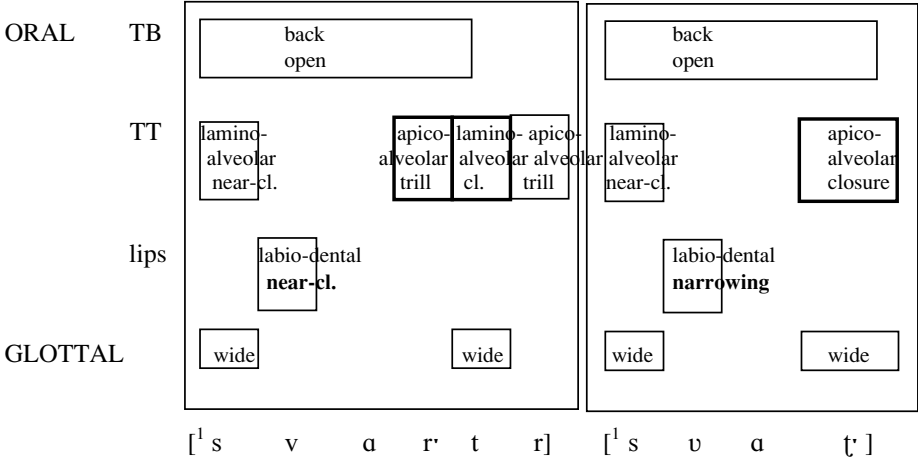 ORAL TB back back
open open
TT lamino- apico- lamino- apico- lamino- apico-
alveolar alveolar alveolar alveolar alveolar alveolar
near-cl. trill cl. trill near-cl. closure
lips labio-dental labio-dental
near-cl. narrowing
GLOTTAL wide wide wide wide
[¹ s v ɑ rˑ t r] [¹ s ʋ ɑ ʈˑ ]